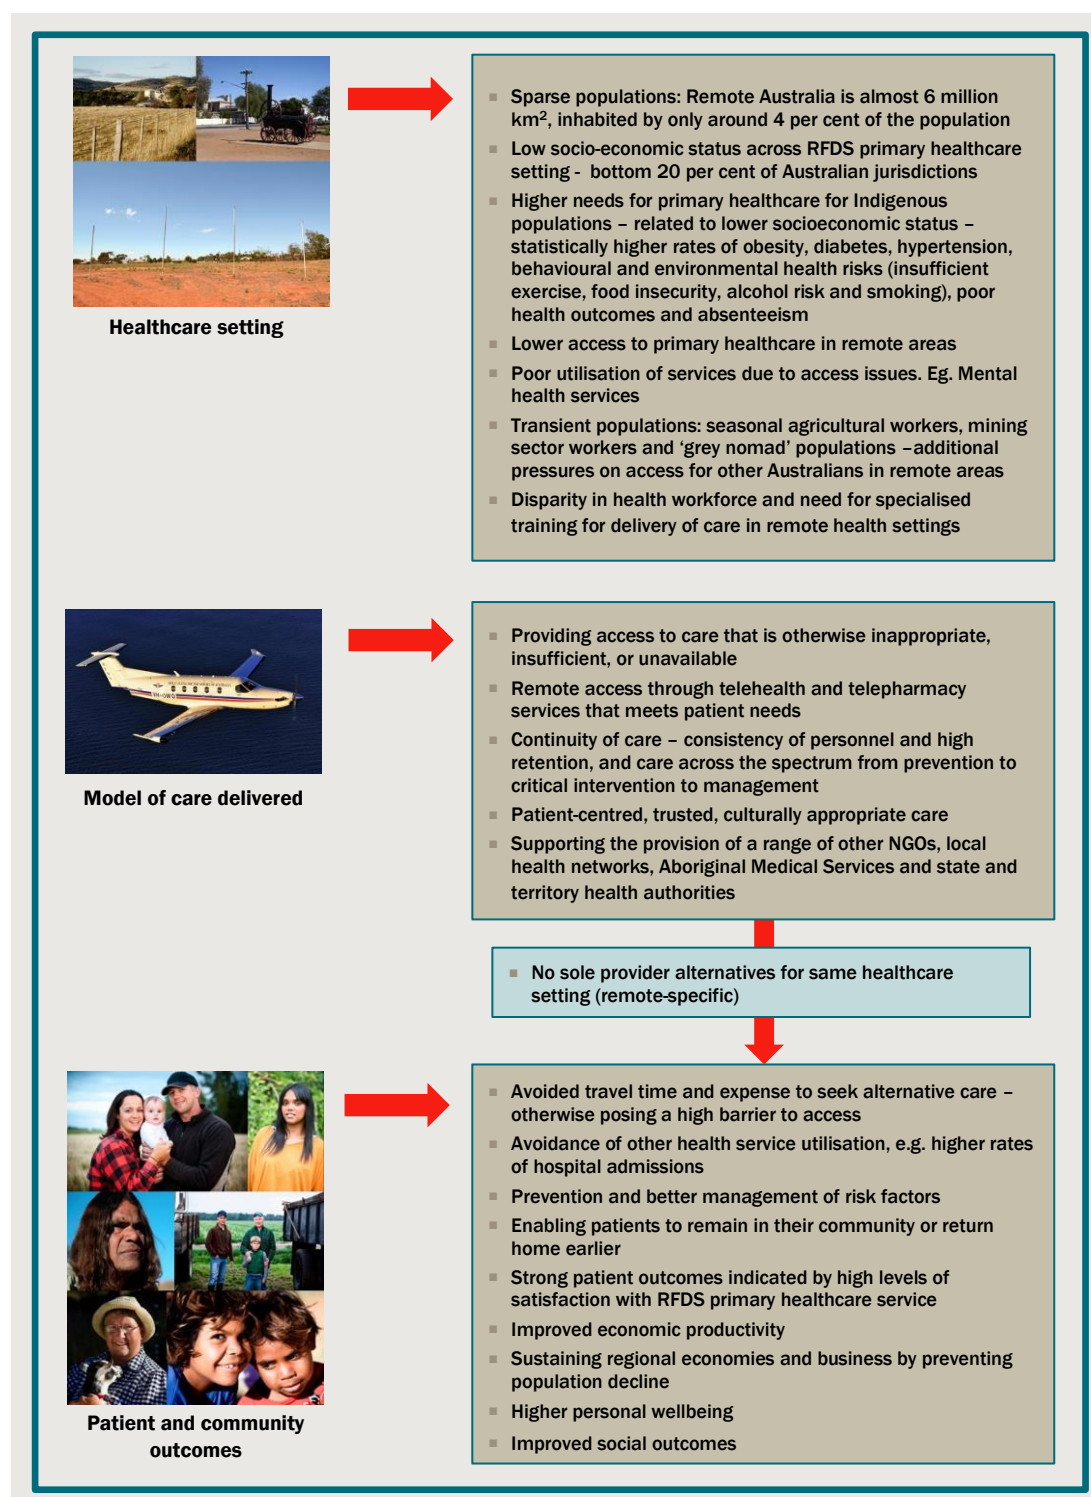 Sparse populations: Remote Australia is almost 6 million
km², inhabited by only around 4 per cent of the population
Low socio-economic status across RFDS primary healthcare
setting - bottom 20 per cent of Australian jurisdictions
Higher needs for primary healthcare for Indigenous
populations – related to lower socioeconomic status –
statistically higher rates of obesity, diabetes, hypertension,
behavioural and environmental health risks (insufficient
exercise, food insecurity, alcohol risk and smoking), poor
health outcomes and absenteeism
Lower access to primary healthcare in remote areas
Poor utilisation of services due to access issues. Eg. Mental
health services
Transient populations: seasonal agricultural workers, mining
sector workers and ‘grey nomad’ populations –additional
pressures on access for other Australians in remote areas
Disparity in health workforce and need for specialised
training for delivery of care in remote health settings
Healthcare setting
Providing access to care that is otherwise inappropriate,
insufficient, or unavailable
Remote access through telehealth and telepharmacy
services that meets patient needs
Continuity of care – consistency of personnel and high
retention, and care across the spectrum from prevention to
critical intervention to management
Patient-centred, trusted, culturally appropriate care
Supporting the provision of a range of other NGOs, local
health networks, Aboriginal Medical Services and state and
territory health authorities
Model of care delivered
No sole provider alternatives for same healthcare
setting (remote-specific)
Avoided travel time and expense to seek alternative care –
otherwise posing a high barrier to access
Avoidance of other health service utilisation, e.g. higher rates
of hospital admissions
Prevention and better management of risk factors
Enabling patients to remain in their community or return
home earlier
Strong patient outcomes indicated by high levels of
satisfaction with RFDS primary healthcare service
Improved economic productivity
Sustaining regional economies and business by preventing
population decline
Higher personal wellbeing
Improved social outcomes
Patient and community
outcomes